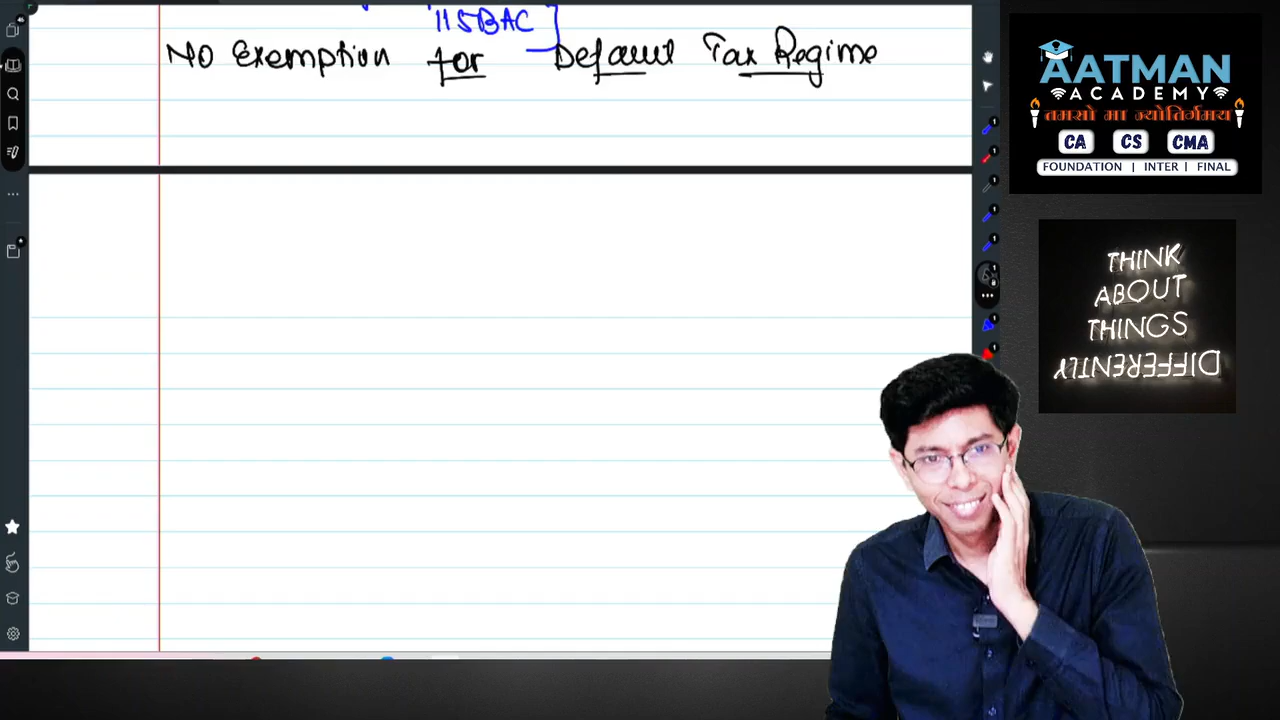 115BAC
No Exemption for Default Tax Regime
AATMAN
ACADEMY
तमसो मा ज्योतिर्गमय
CA CS CMA
FOUNDATION | INTER | FINAL
THINK
ABOUT
THINGS
DIFFERENTLY